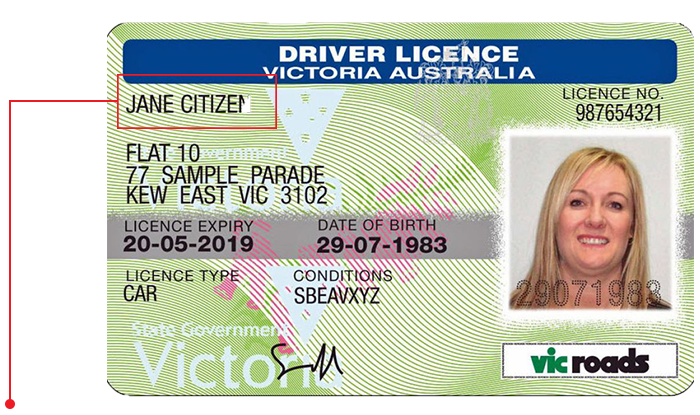 DRIVER LICENCE
VICTORIA AUSTRALIA
JANE CITIZEN
LICENCE NO.
987654321
FLAT 10
77 SAMPLE PARADE
KEW EAST VIC 3102
LICENCE EXPIRY DATE OF BIRTH
20-05-2019 29-07-1983
LICENCE TYPE CONDITIONS
CAR SBEAVXYZ
29071983
State Government
Victoria
vic roads